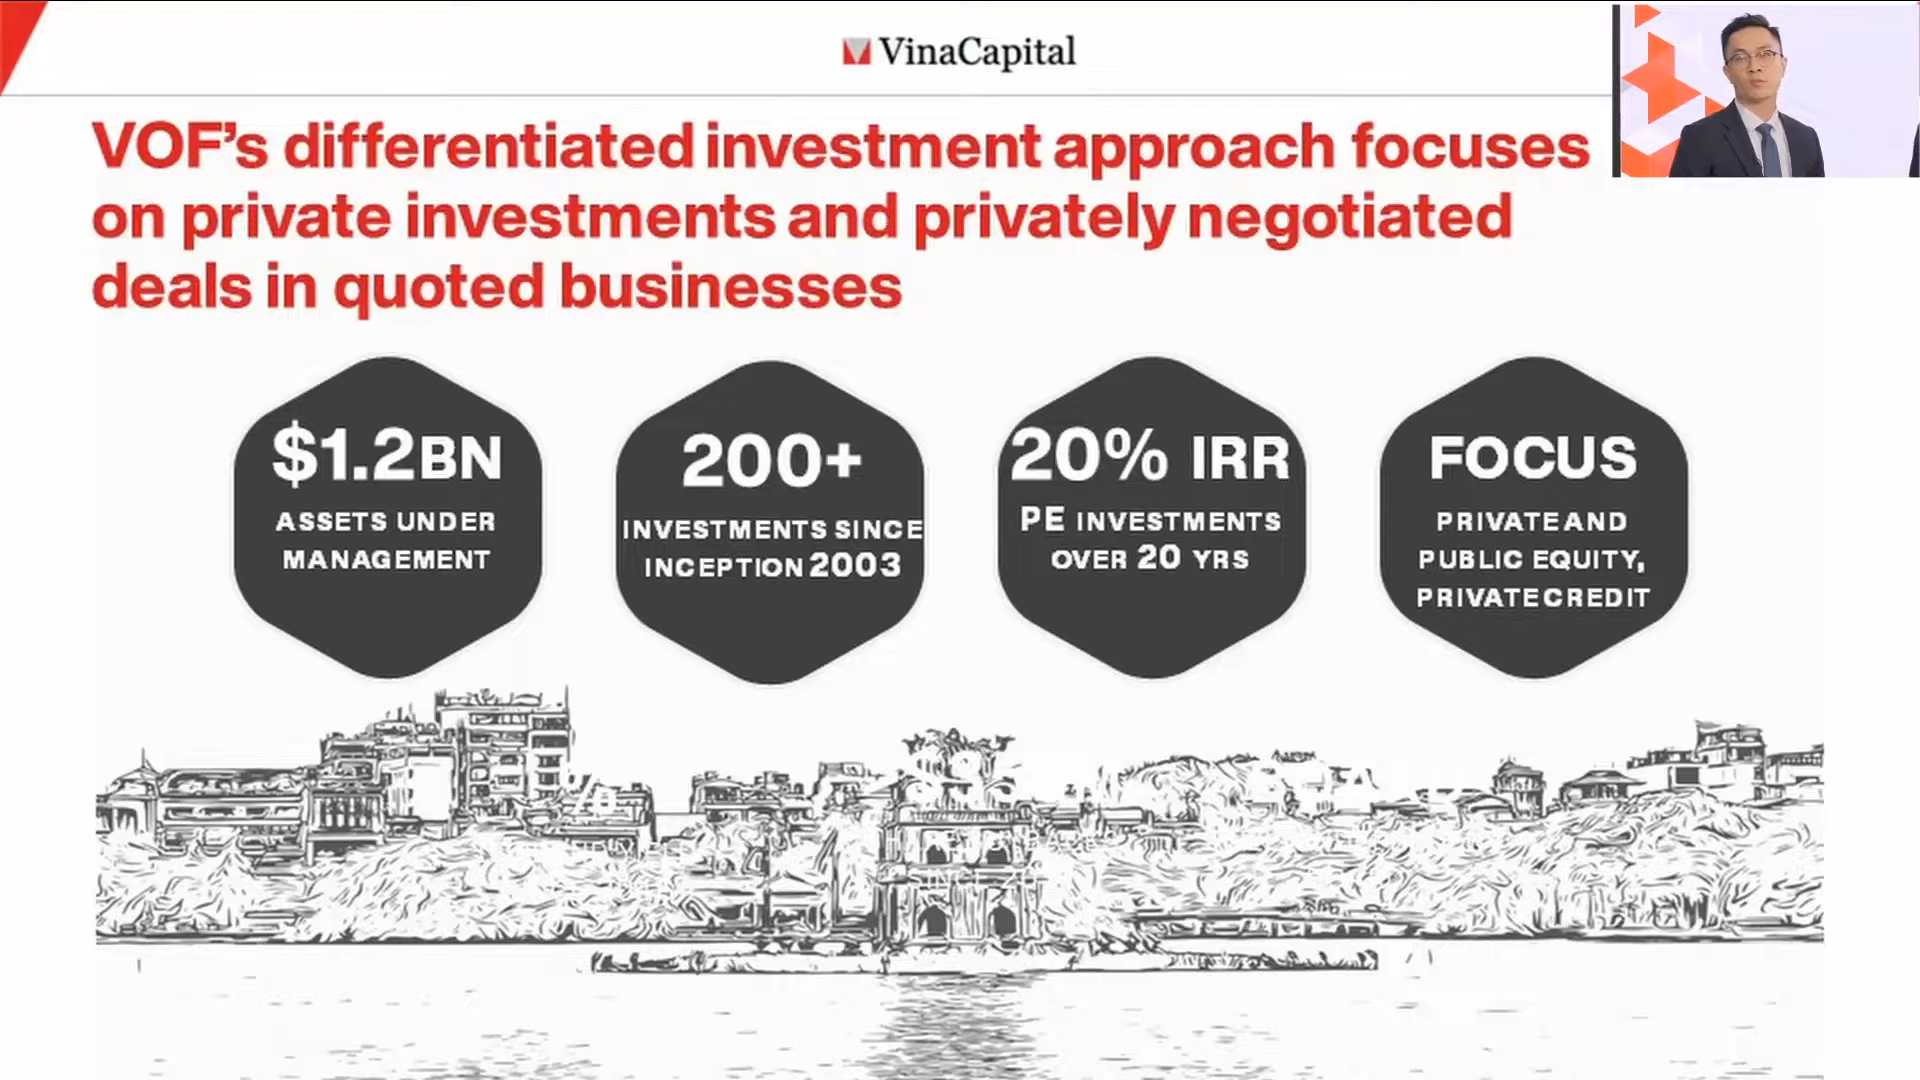 VinaCapital
VOF's differentiated investment approach focuses
on private investments and privately negotiated
deals in quoted businesses
$1.2BN
ASSETS UNDER
MANAGEMENT
200+
INVESTMENTS SINCE
INCEPTION 2003
20% IRR
PE INVESTMENTS
OVER 20 YRS
FOCUS
PRIVATE AND
PUBLIC EQUITY,
PRIVATE CREDIT